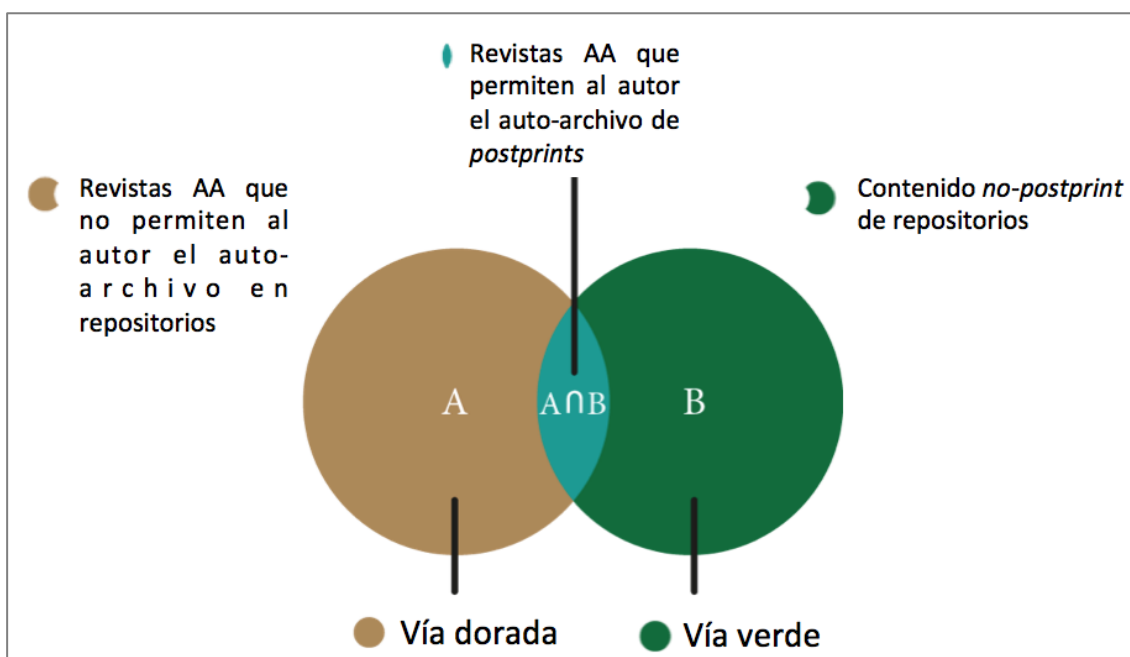 Revistas AA que
permiten al autor
el auto-archivo de
postprints
Revistas AA que
no permiten al
autor el auto-
archivo en
repositorios
Contenido no-postprint
de repositorios
A
A∩B
B
Vía dorada
Vía verde